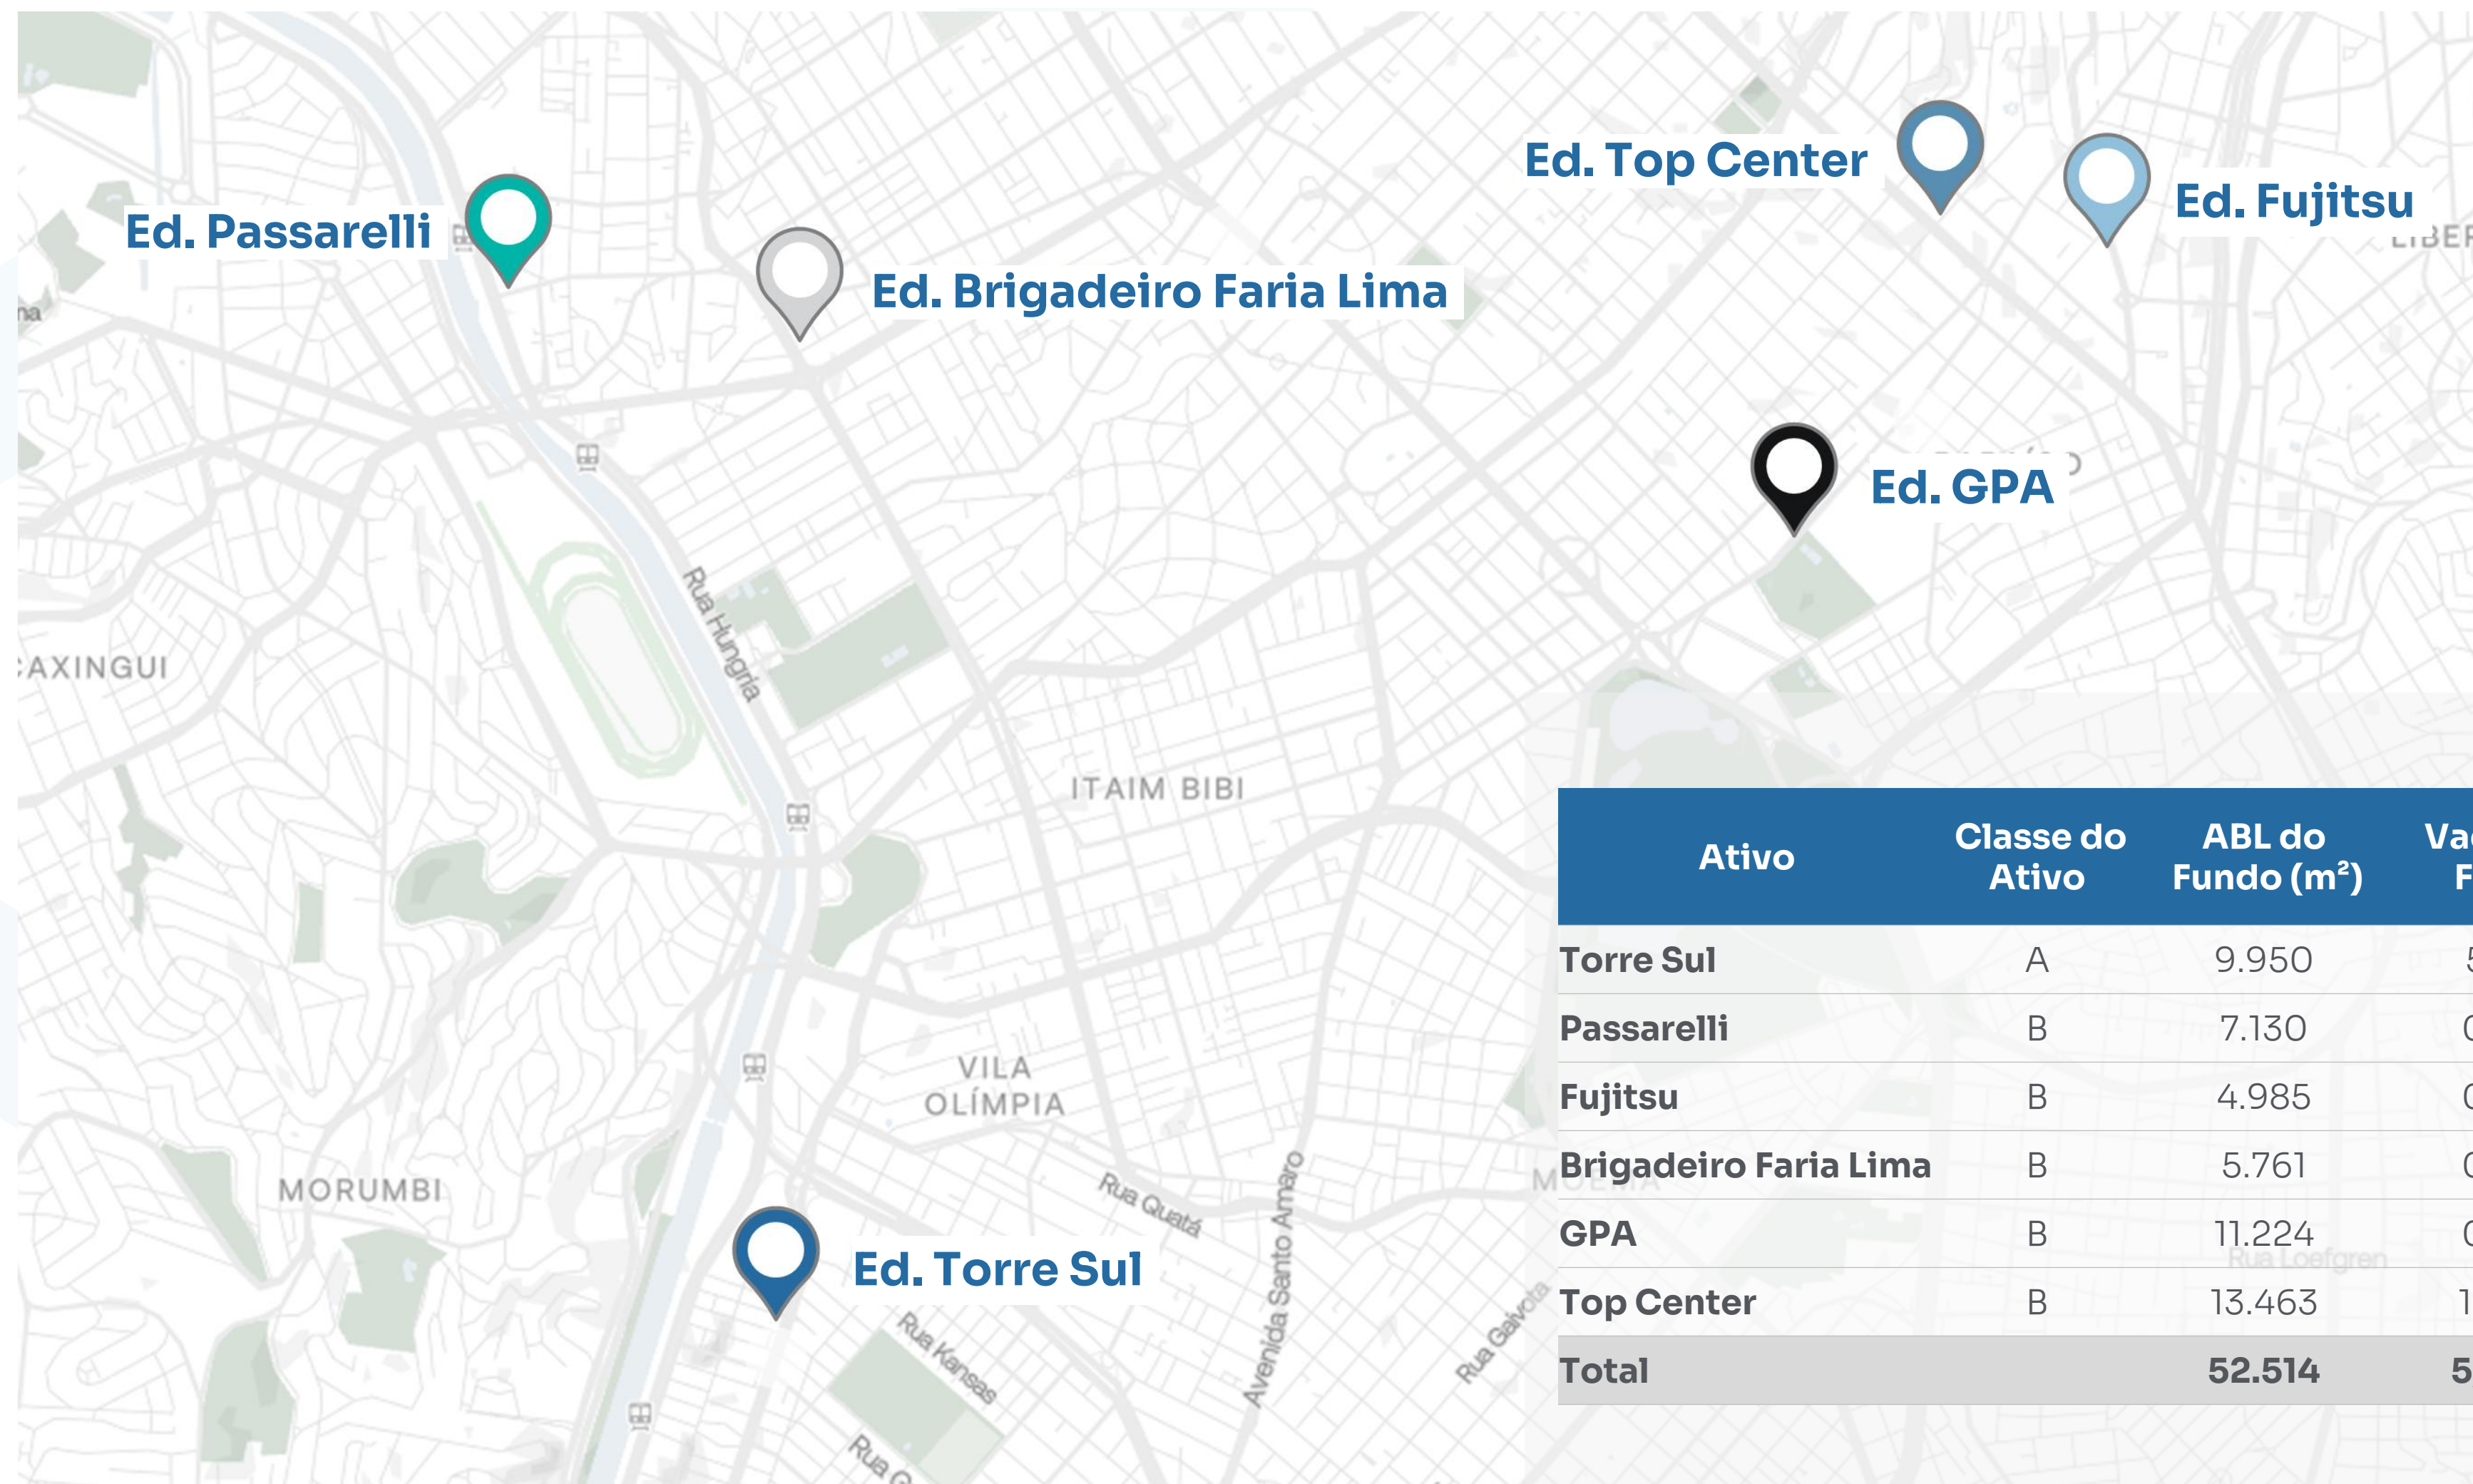 Ed. Top Center
Ed. Fujitsu
Ed. Passarelli
Ed. Brigadeiro Faria Lima
Ed. GPA
Rua Hungria
ITAIM BIBI
VILA
OLÍMPIA
MORUMBI
Rua Quatá
Avenida Santo Amaro
Ed. Torre Sul
Rua Kansas
Rua Gaivota
Rua Loefgren
Ativo Classe do Ativo ABL do Fundo (m²)
Torre Sul A 9.950
Passarelli B 7.130
Fujitsu B 4.985
Brigadeiro Faria Lima B 5.761
GPA B 11.224
Top Center B 13.463
Total 52.514